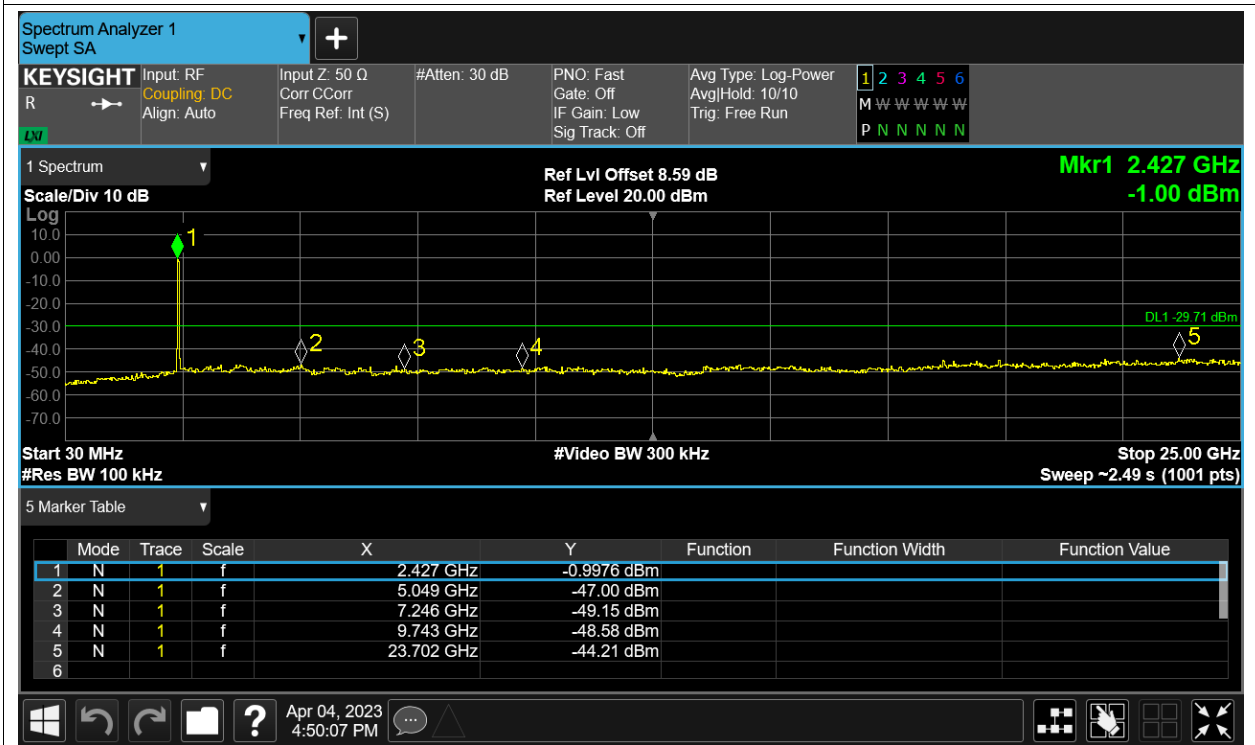 Spectrum Analyzer 1
Swept SA
KEYSIGHT Input: RF Input Z: 50 Ω #Atten: 30 dB PNO: Fast Avg Type: Log-Power 1 2 3 4 5 6
R Coupling: DC Corr CCorr Gate: Off Avg|Hold: 10/10 M W W W W W
Align: Auto Freq Ref: Int (S) IF Gain: Low Trig: Free Run
LXI Sig Track: Off P N N N N N
1 Spectrum Ref Lvl Offset 8.59 dB Mkr1 2.427 GHz
Scale/Div 10 dB Ref Level 20.00 dBm -1.00 dBm
Log
10.0 1
0.00
-10.0
-20.0
DL1 -29.71 dBm
-30.0
-40.0 2 3 4 5
-50.0
-60.0
-70.0
Start 30 MHz #Video BW 300 kHz Stop 25.00 GHz
#Res BW 100 kHz Sweep ~2.49 s (1001 pts)
5 Marker Table
Mode Trace Scale X Y Function Function Width Function Value
1 N 1 f 2.427 GHz -0.9976 dBm
2 N 1 f 5.049 GHz -47.00 dBm
3 N 1 f 7.246 GHz -49.15 dBm
4 N 1 f 9.743 GHz -48.58 dBm
5 N 1 f 23.702 GHz -44.21 dBm
6
? Apr 04, 2023
4:50:07 PM